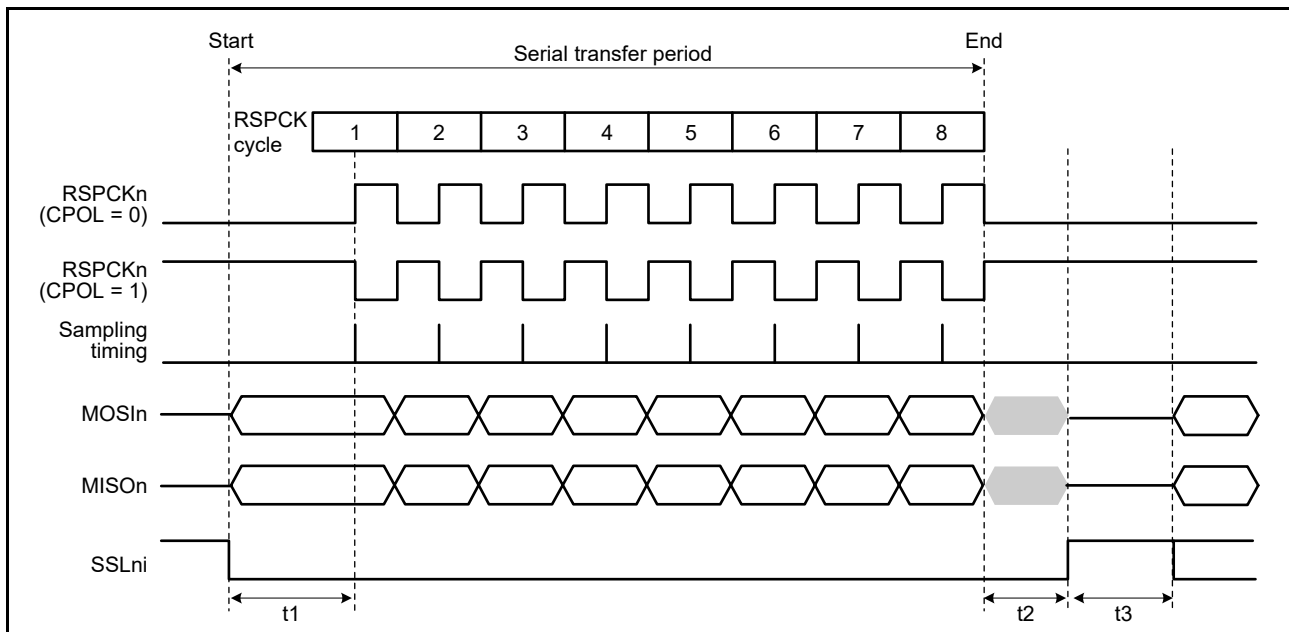 Start
End
Serial transfer period
RSPCK
cycle
1 2 3 4 5 6 7 8
RSPCKn
(CPOL = 0)
RSPCKn
(CPOL = 1)
Sampling
timing
MOSIn
MISOn
SSLni
t1
t2
t3